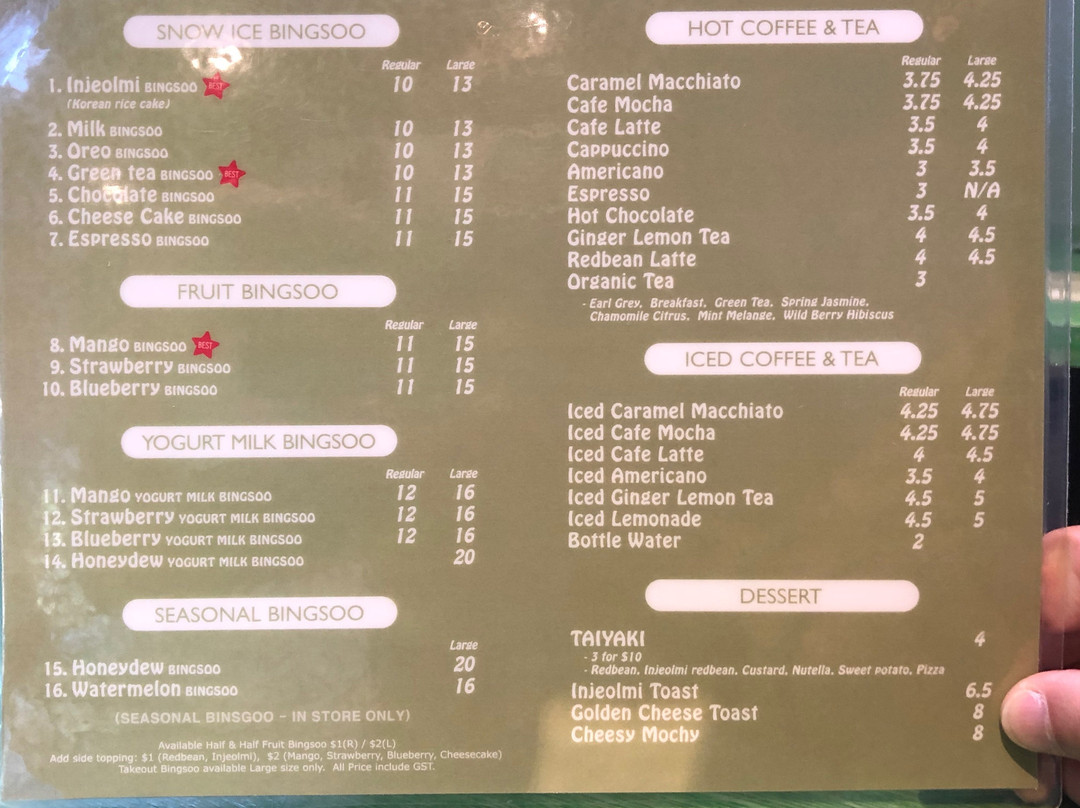 SNOW ICE BINGSOO
Regular Large
1. Injeolmi BINGSOO BEST 10 13
(Korean rice cake)
2. Milk BINGSOO 10 13
3. Oreo BINGSOO 10 13
4. Green tea BINGSOO BEST 10 13
5. Chocolate BINGSOO 11 15
6. Cheese Cake BINGSOO 11 15
7. Espresso BINGSOO 11 15
FRUIT BINGSOO
Regular Large
8. Mango BINGSOO BEST 11 15
9. Strawberry BINGSOO 11 15
10. Blueberry BINGSOO 11 15
YOGURT MILK BINGSOO
Regular Large
11. Mango YOGURT MILK BINGSOO 12 16
12. Strawberry YOGURT MILK BINGSOO 12 16
13. Blueberry YOGURT MILK BINGSOO 12 16
14. Honeydew YOGURT MILK BINGSOO 20
SEASONAL BINGSOO
Large
15. Honeydew BINGSOO 20
16. Watermelon BINGSOO 16
(SEASONAL BINSGOO - IN STORE ONLY)
Available Half & Half Fruit Bingsoo $1(R) / $2(L)
Add side topping: $1 (Redbean, Injeolmi), $2 (Mango, Strawberry, Blueberry, Cheesecake)
Takeout Bingsoo available Large size only. All Price include GST.
HOT COFFEE & TEA
Regular Large
Caramel Macchiato 3.75 4.25
Cafe Mocha 3.75 4.25
Cafe Latte 3.5 4
Cappuccino 3.5 4
Americano 3 3.5
Espresso 3 N/A
Hot Chocolate 3.5 4
Ginger Lemon Tea 4 4.5
Redbean Latte 4 4.5
Organic Tea 3
- Earl Grey, Breakfast, Green Tea, Spring Jasmine,
Chamomile Citrus, Mint Melange, Wild Berry Hibiscus
ICED COFFEE & TEA
Regular Large
Iced Caramel Macchiato 4.25 4.75
Iced Cafe Mocha 4.25 4.75
Iced Cafe Latte 4 4.5
Iced Americano 3.5 4
Iced Ginger Lemon Tea 4.5 5
Iced Lemonade 4.5 5
Bottle Water 2
DESSERT
TAIYAKI 4
- 3 for $10
- Redbean, Injeolmi redbean, Custard, Nutella, Sweet potato, Pizza
Injeolmi Toast 6.5
Golden Cheese Toast 8
Cheesy Mochy 8